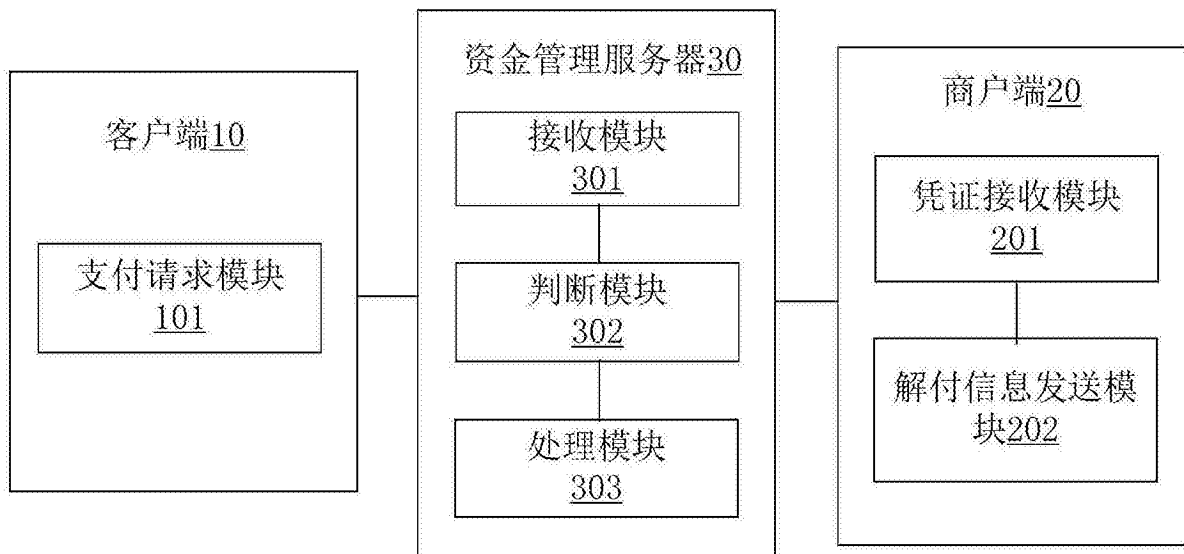 客户端10
支付请求模块
101
资金管理服务器30
接收模块
301
判断模块
302
处理模块
303
商户端20
凭证接收模块
201
解付信息发送模
块202